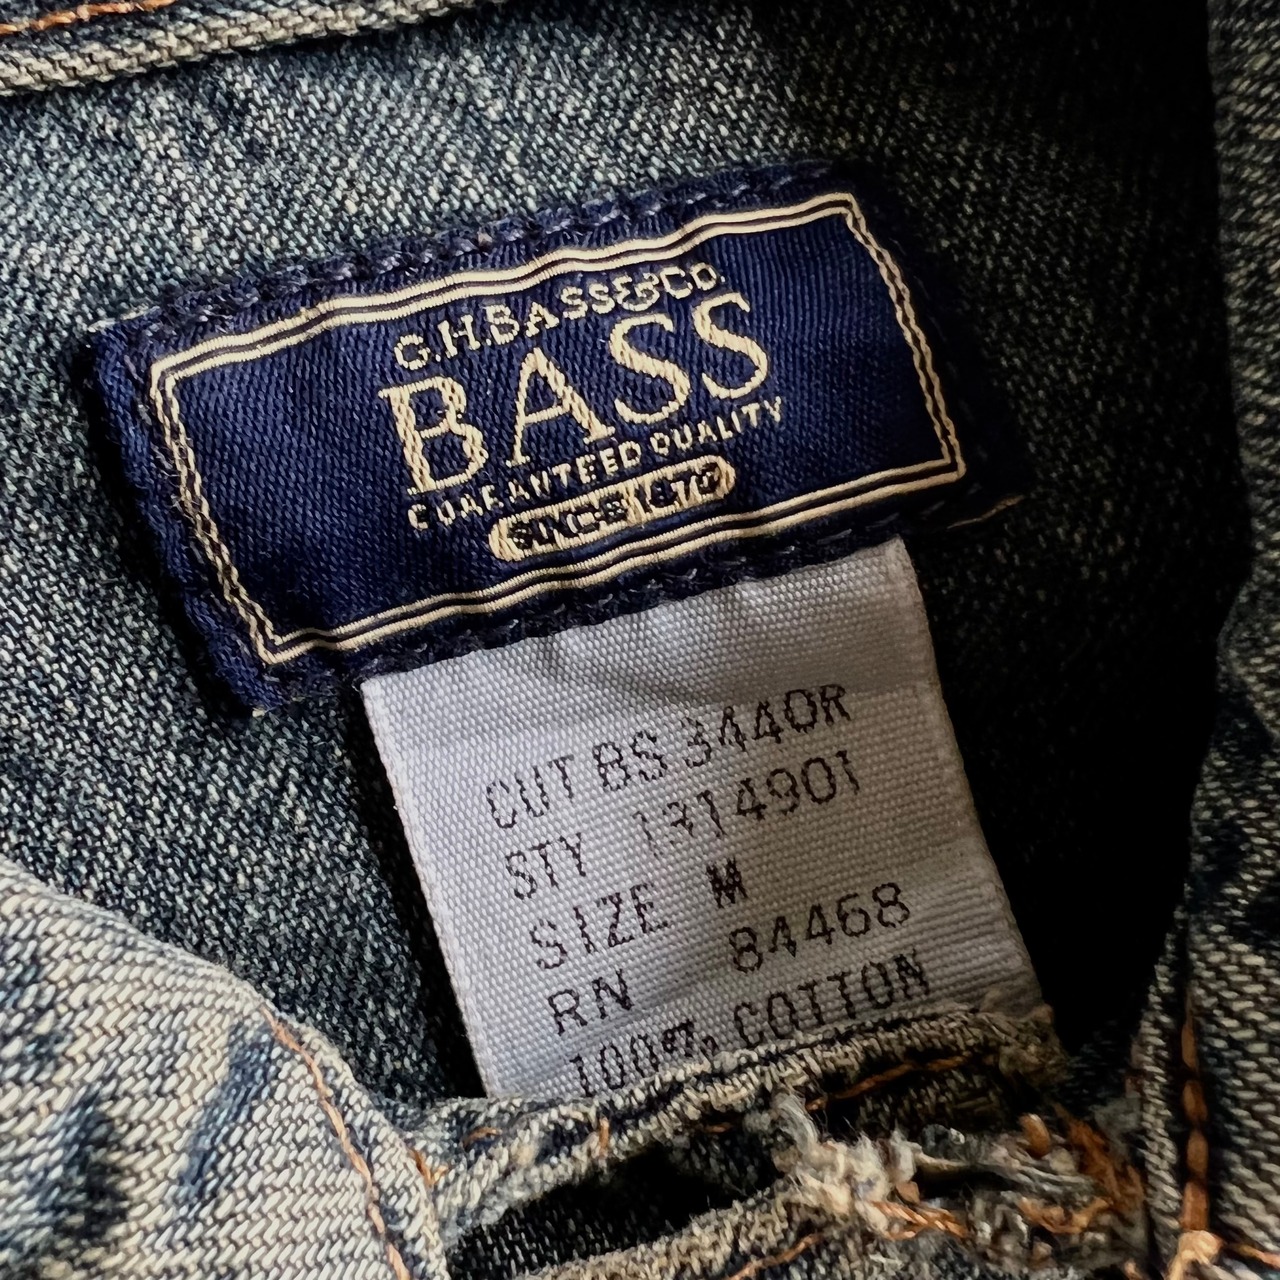 G.H.BASS&CO.
BASS
GUARANTEED QUALITY
SINCE 1876
CUT BS 3440R
STY 1314901
SIZE M
RN 84468
100% COTTON